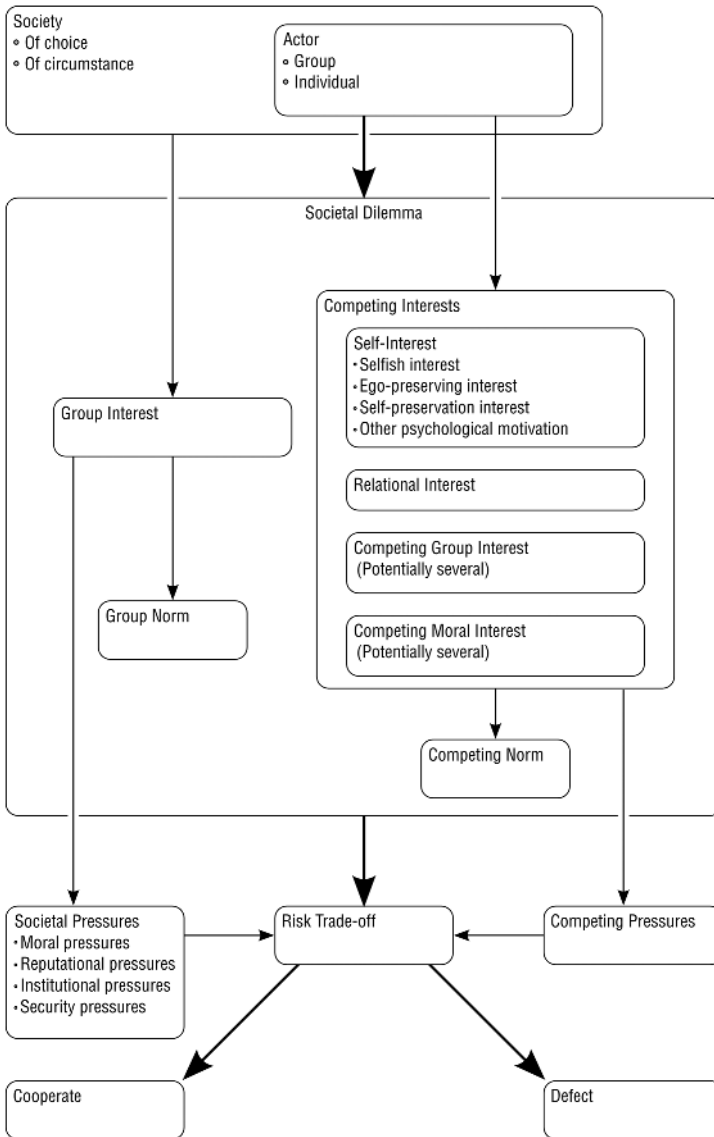 Society
∘ Of choice
∘ Of circumstance
Actor
∘ Group
∘ Individual
Societal Dilemma
Competing Interests
Self-Interest
• Selfish interest
• Ego-preserving interest
• Self-preservation interest
• Other psychological motivation
Group Interest
Relational Interest
Competing Group Interest
(Potentially several)
Group Norm
Competing Moral Interest
(Potentially several)
Competing Norm
Societal Pressures
• Moral pressures
• Reputational pressures
• Institutional pressures
• Security pressures
Risk Trade-off
Competing Pressures
Cooperate
Defect